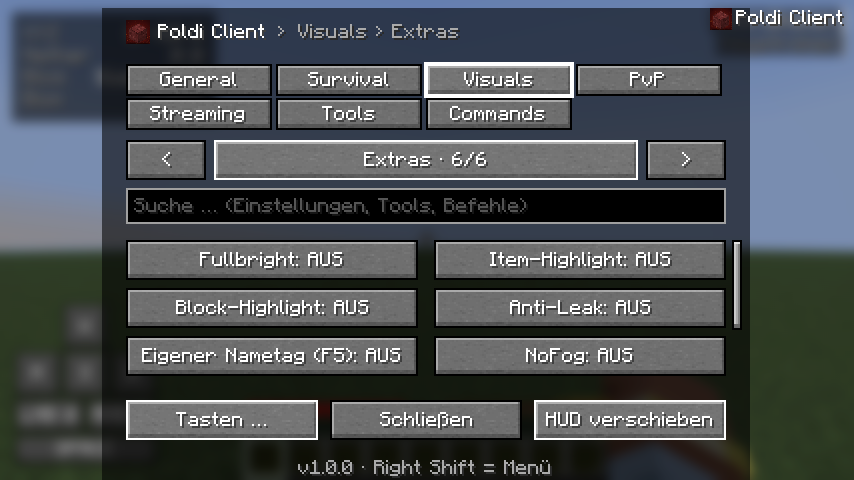 Poldi Client > Visuals > Extras
Poldi Client
General Survival Visuals PvP
Streaming Tools Commands
< Extras · 6/6 >
Suche ... (Einstellungen, Tools, Befehle)
Fullbright: AUS Item-Highlight: AUS
Block-Highlight: AUS Anti-Leak: AUS
Eigener Nametag (F5): AUS NoFog: AUS
Tasten ... Schließen HUD verschieben
v1.0.0 · Right Shift = Menü